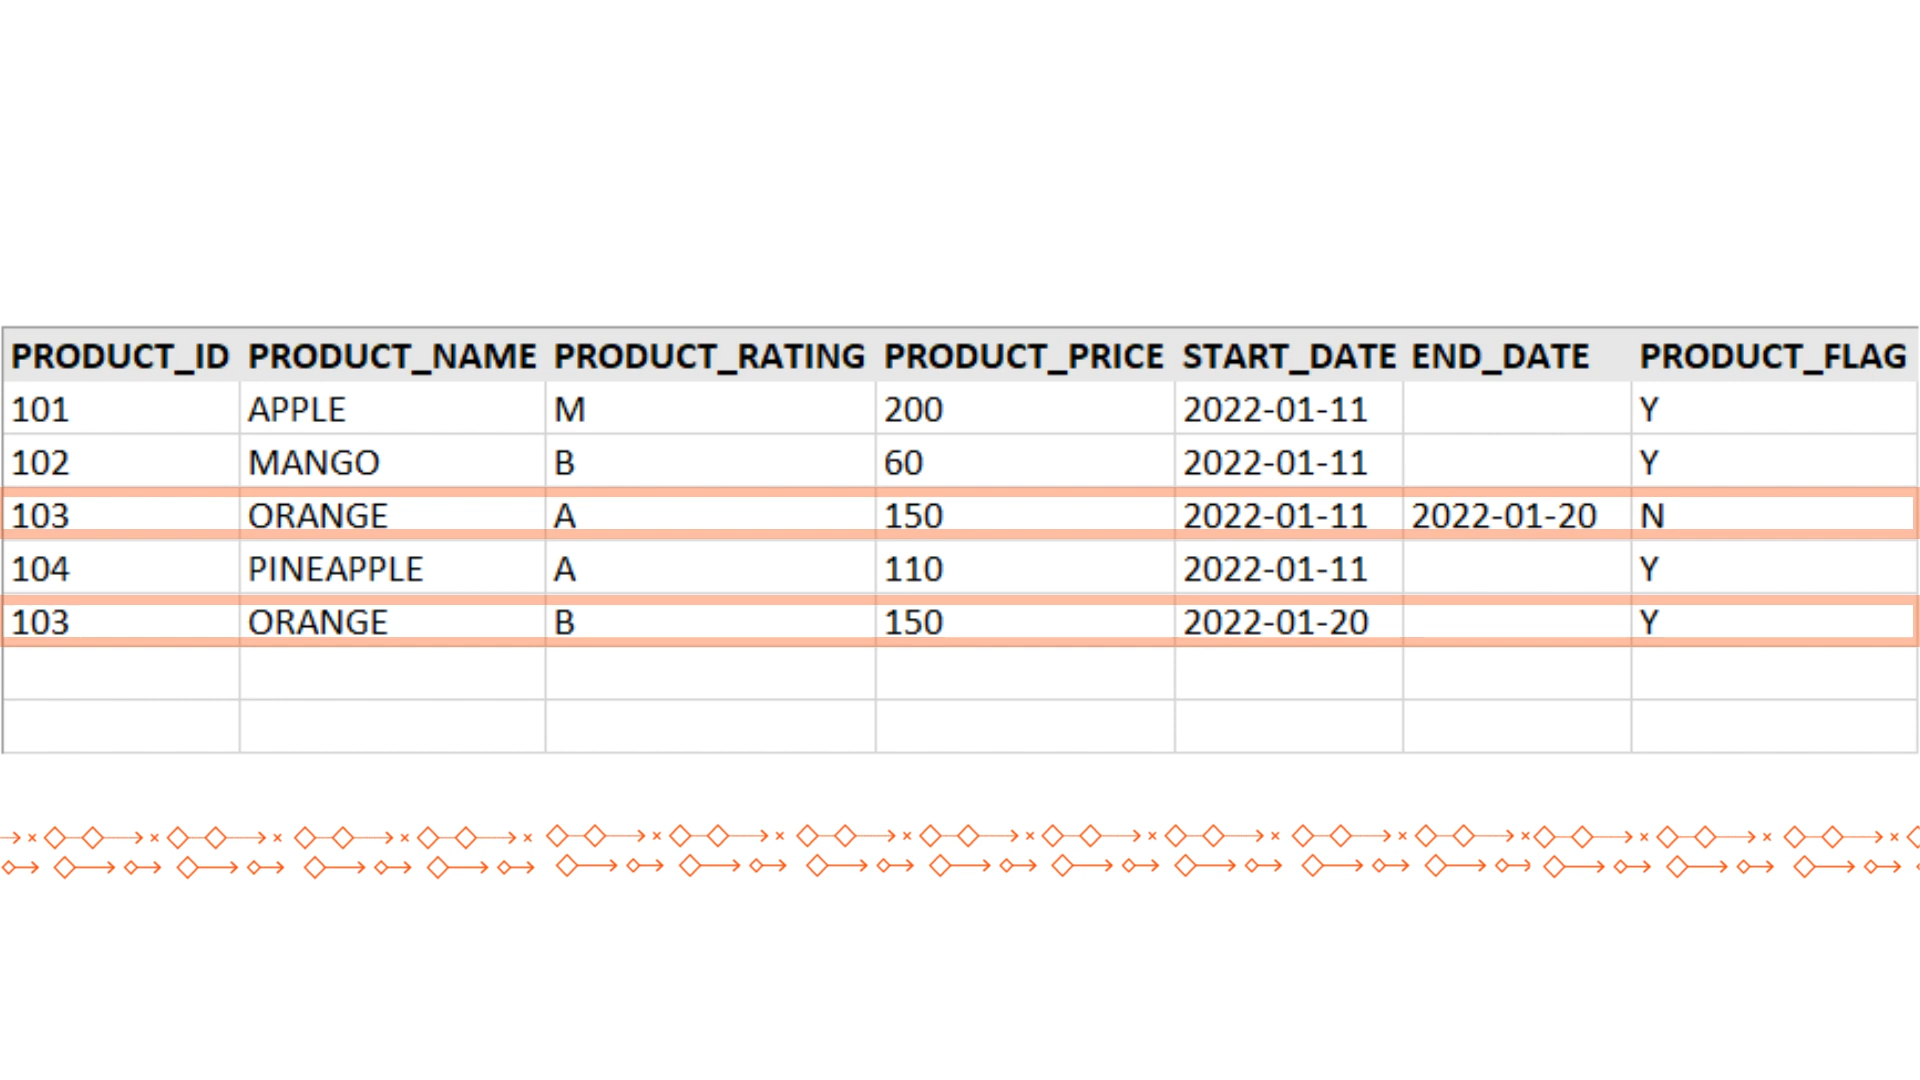 PRODUCT_ID PRODUCT_NAME PRODUCT_RATING PRODUCT_PRICE START_DATE END_DATE PRODUCT_FLAG
101 APPLE M 200 2022-01-11 Y
102 MANGO B 60 2022-01-11 Y
103 ORANGE A 150 2022-01-11 2022-01-20 N
104 PINEAPPLE A 110 2022-01-11 Y
103 ORANGE B 150 2022-01-20 Y